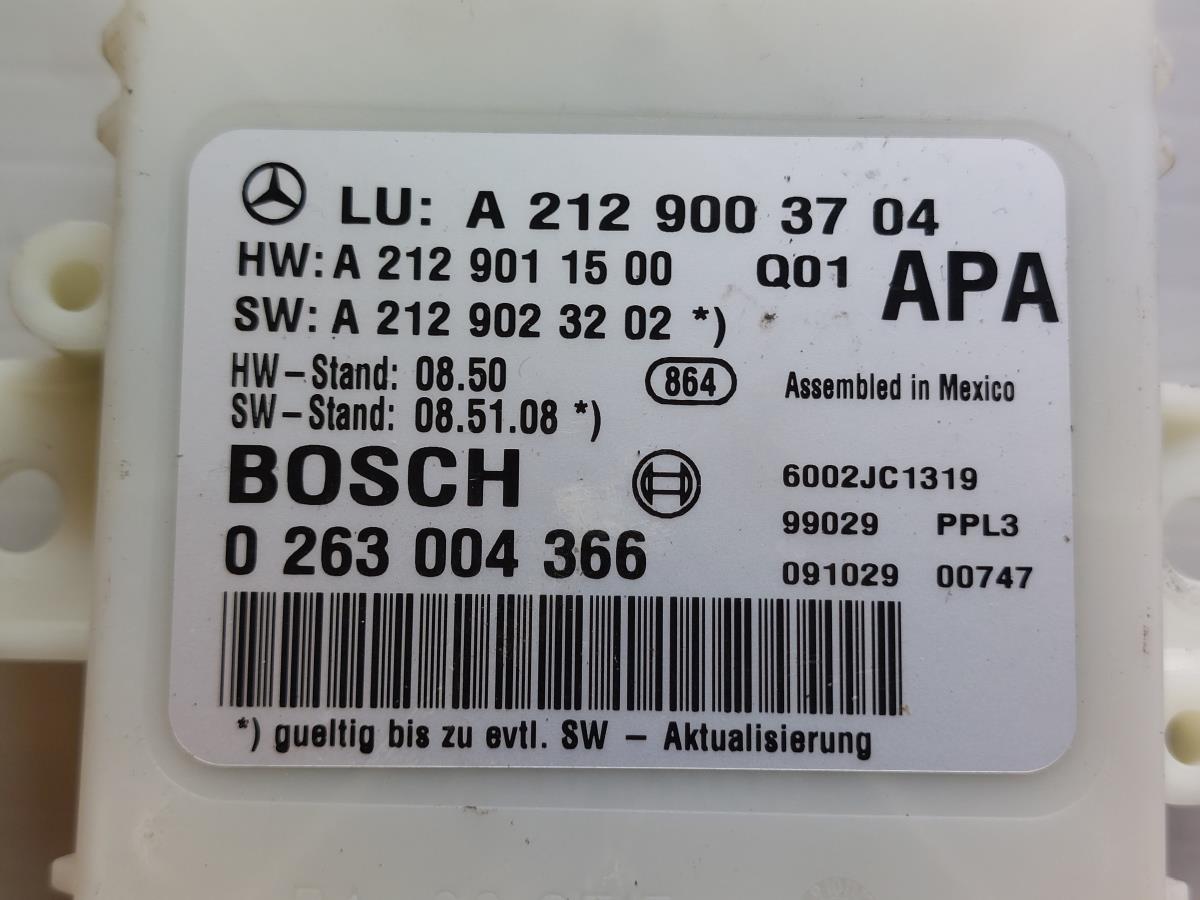 LU: A 212 900 37 04
HW: A 212 901 15 00 Q01 APA
SW: A 212 902 32 02 *)
HW-Stand: 08.50 864 Assembled in Mexico
SW-Stand: 08.51.08 *)
BOSCH 6002JC1319
99029 PPL3
0 263 004 366
091029 00747
*) gueltig bis zu evtl. SW - Aktualisierung